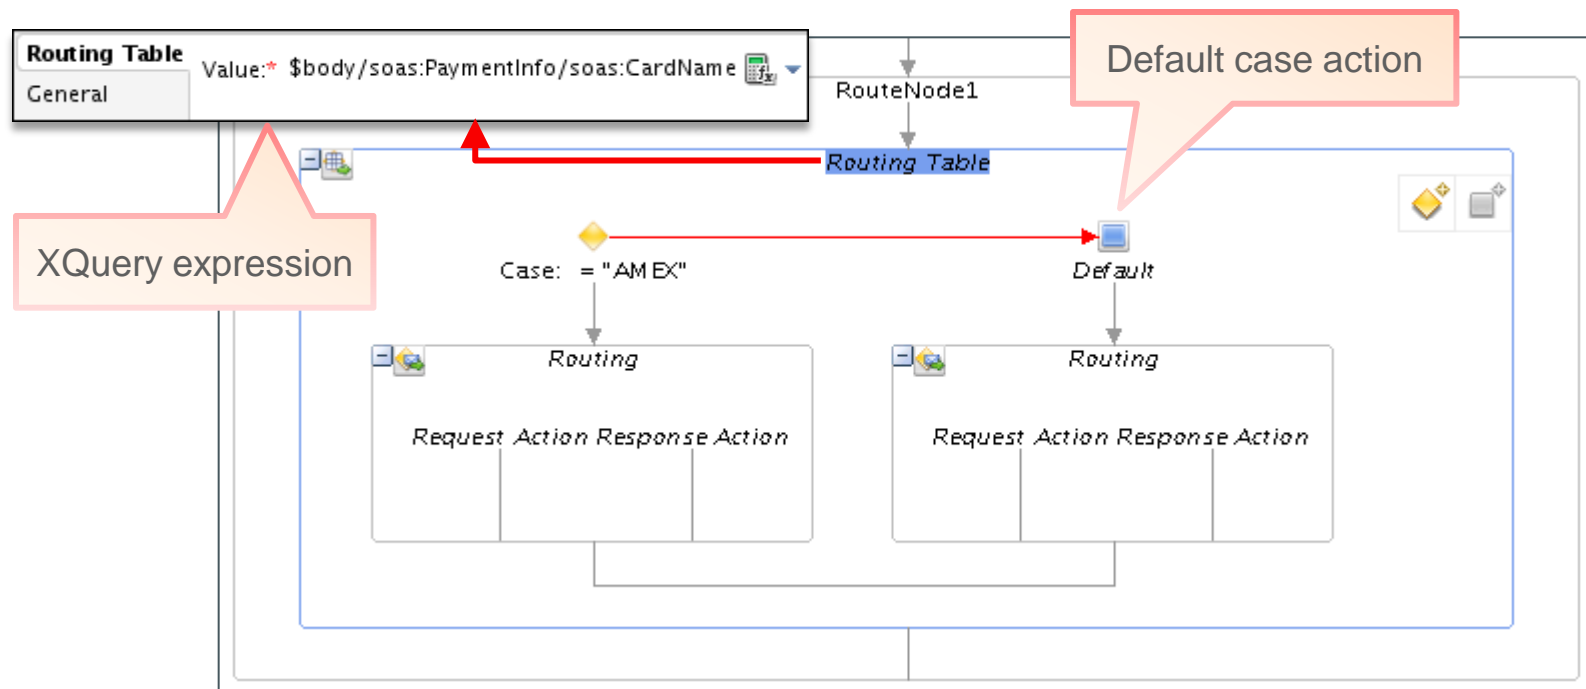 Routing Table
General
Value:* $body/soas:PaymentInfo/soas:CardName
Default case action
RouteNode1
Routing Table
XQuery expression
Case: = "AMEX"
Default
Routing
Request Action Response Action
Routing
Request Action Response Action